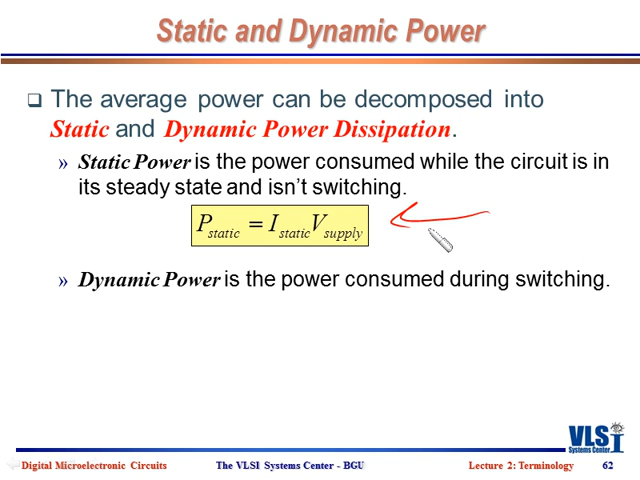 Static and Dynamic Power
The average power can be decomposed into
Static and Dynamic Power Dissipation.
» Static Power is the power consumed while the circuit is in
its steady state and isn't switching.
P_static = I_static V_supply
» Dynamic Power is the power consumed during switching.
VLSI
Systems Center
Digital Microelectronic Circuits The VLSI Systems Center - BGU Lecture 2: Terminology 62